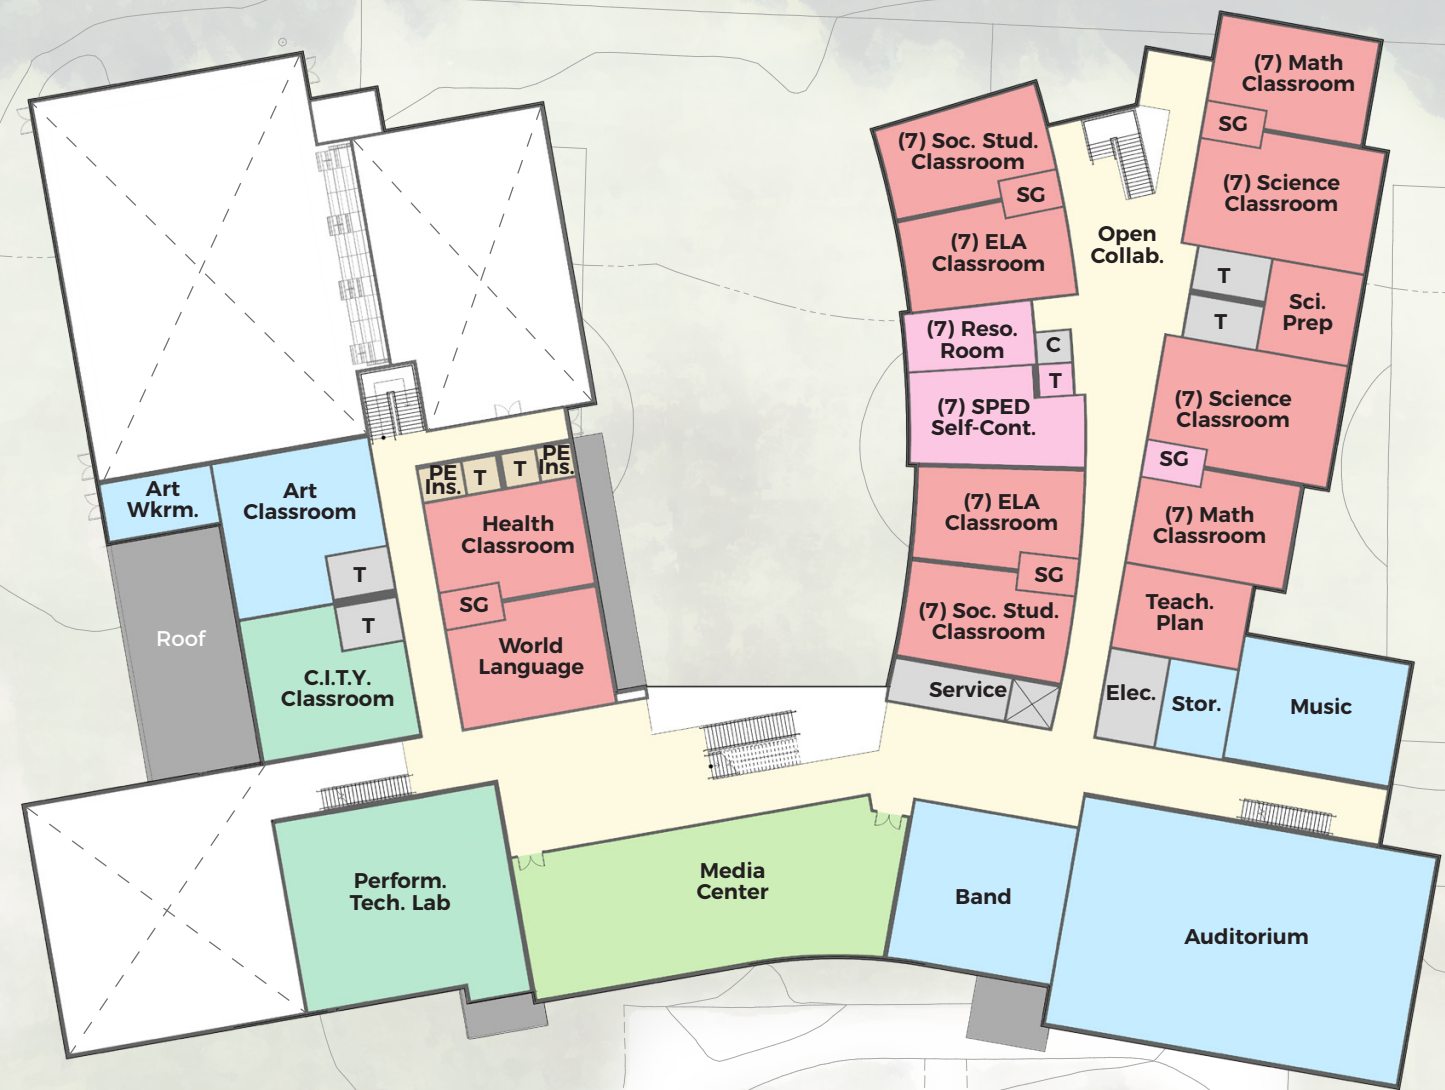 (7) Math
Classroom
SG
(7) Soc. Stud.
Classroom
SG
(7) Science
Classroom
(7) ELA
Classroom
Open
Collab.
T
T
Sci.
Prep
(7) Reso.
Room
C
T
(7) SPED
Self-Cont.
(7) Science
Classroom
SG
(7) ELA
Classroom
(7) Math
Classroom
SG
(7) Soc. Stud.
Classroom
Teach.
Plan
Service
Elec.
Stor.
Music
PE
Ins.
T
T
PE
Ins.
Art
Wkrm.
Art
Classroom
Health
Classroom
T
T
SG
Roof
World
Language
C.I.T.Y.
Classroom
Perform.
Tech. Lab
Media
Center
Band
Auditorium